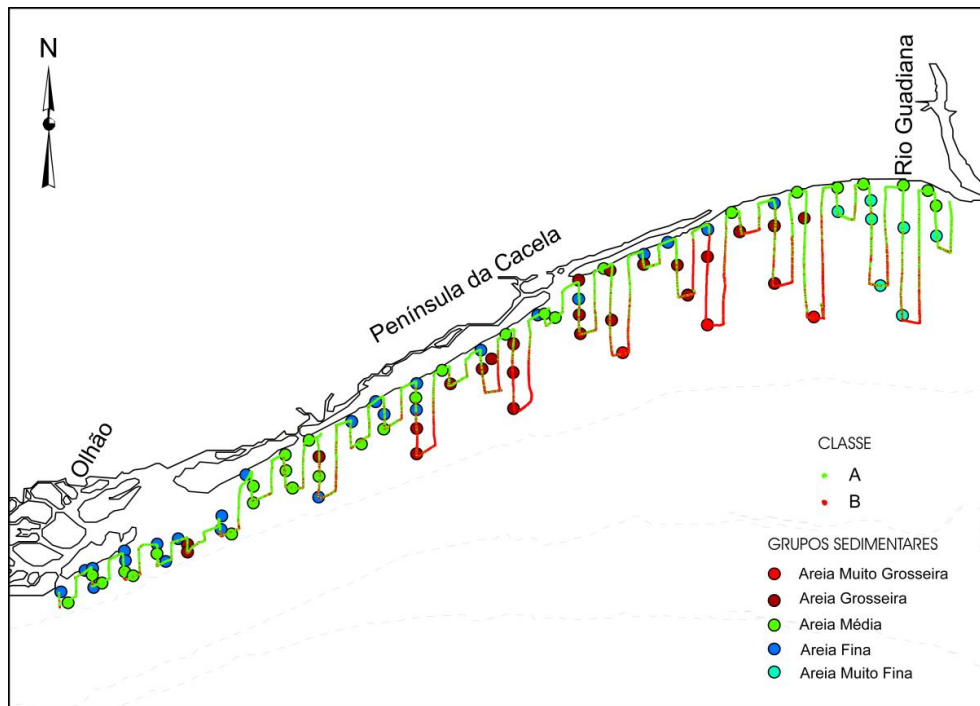 N
Rio Guadiana
Península da Cacela
Olhão
CLASSE
A
B
GRUPOS SEDIMENTARES
Areia Muito Grosseira
Areia Grosseira
Areia Média
Areia Fina
Areia Muito Fina